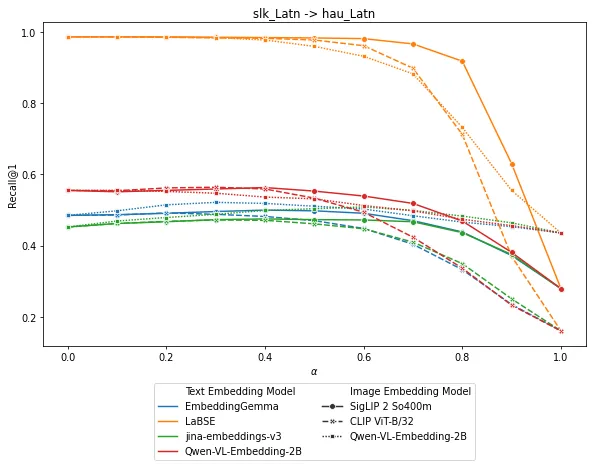 slk_Latn -> hau_Latn
1.0
0.8
0.6
0.4
0.2
Recall@1
0.0 0.2 0.4 0.6 0.8 1.0
α
Text Embedding Model Image Embedding Model
EmbeddingGemma SigLIP 2 So400m
LaBSE CLIP ViT-B/32
jina-embeddings-v3 Qwen-VL-Embedding-2B
Qwen-VL-Embedding-2B